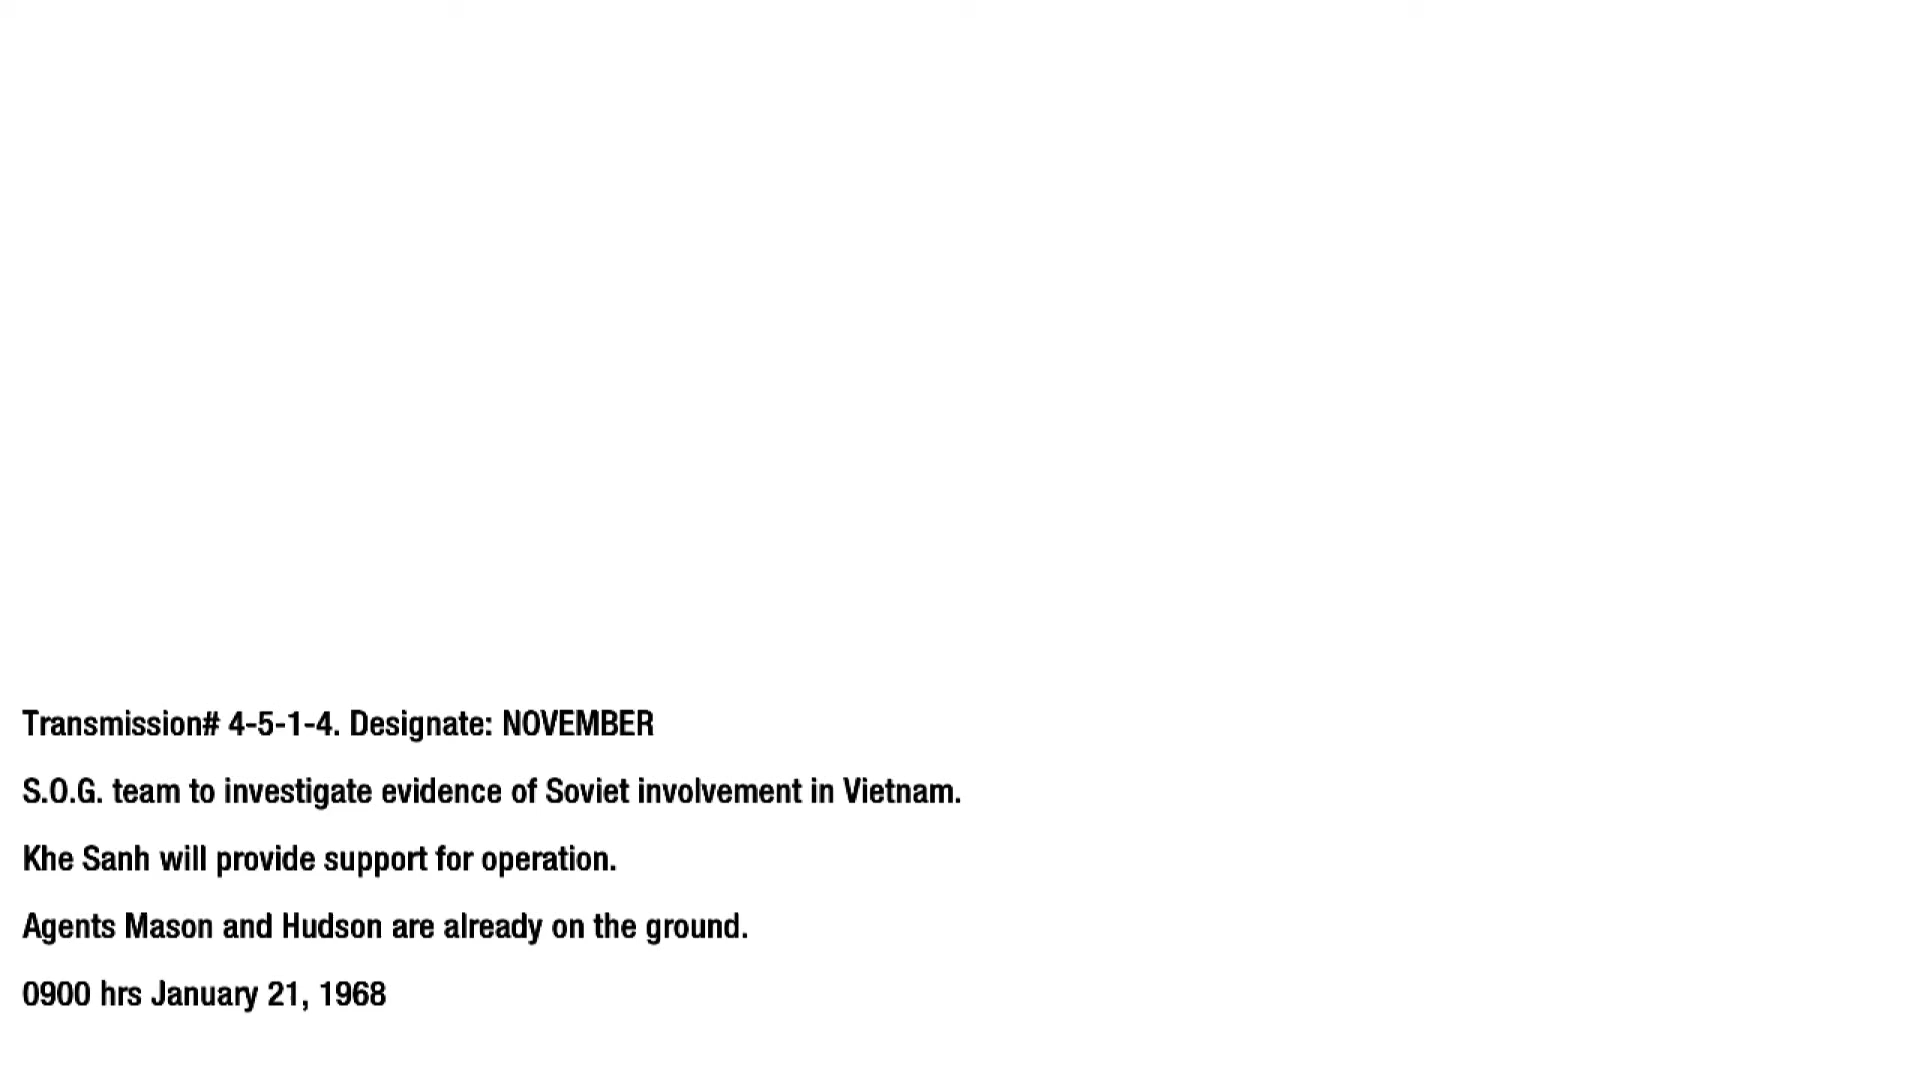 Transmission# 4-5-1-4. Designate: NOVEMBER
S.O.G. team to investigate evidence of Soviet involvement in Vietnam.
Khe Sanh will provide support for operation.
Agents Mason and Hudson are already on the ground.
0900 hrs January 21, 1968